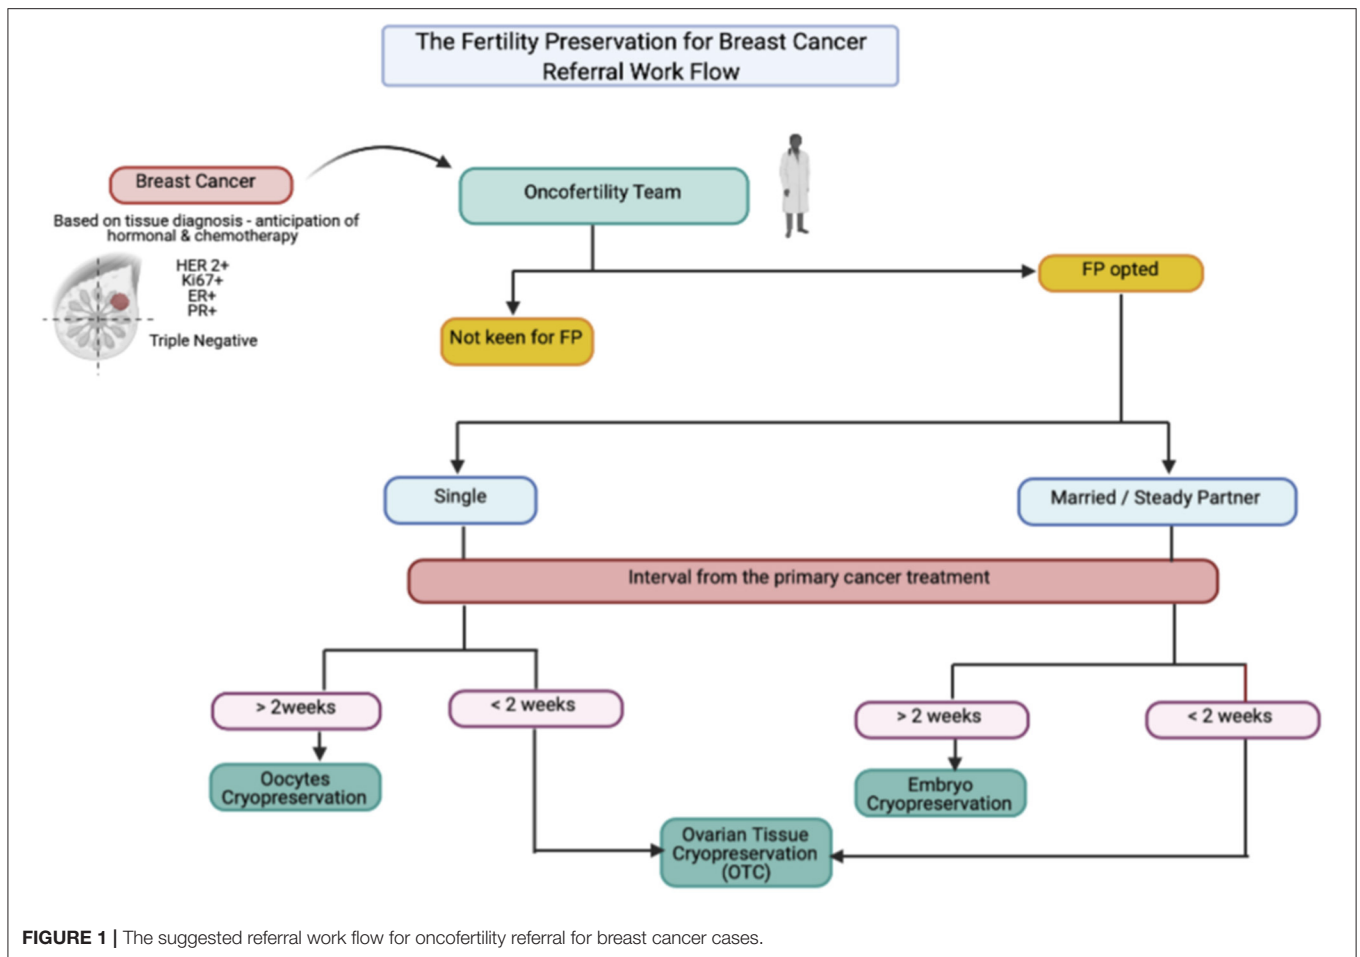 The Fertility Preservation for Breast Cancer
Referral Work Flow
Breast Cancer
Based on tissue diagnosis - anticipation of
hormonal & chemotherapy
HER 2+
Ki67+
ER+
PR+
Triple Negative
Oncofertility Team
FP opted
Not keen for FP
Single
Married / Steady Partner
Interval from the primary cancer treatment
> 2weeks
< 2 weeks
> 2 weeks
< 2 weeks
Oocytes
Cryopreservation
Embryo
Cryopreservation
Ovarian Tissue
Cryopreservation
(OTC)
FIGURE 1 | The suggested referral work flow for oncofertility referral for breast cancer cases.